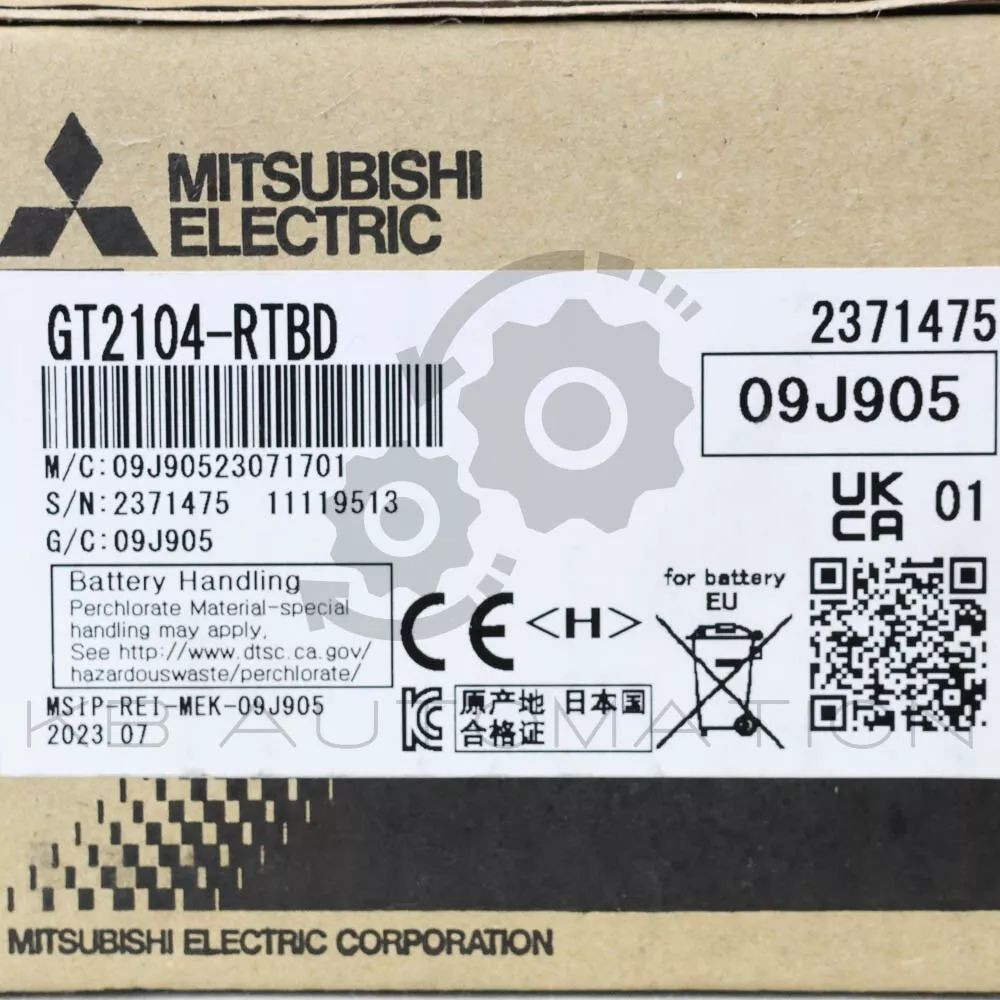 MITSUBISHI
ELECTRIC
GT2104-RTBD
2371475
09J905
M/C:09J90523071701
S/N:2371475 11119513
G/C:09J905
UK
CA
01
Battery Handling
Perchlorate Material-special
handling may apply,
See http://www.dtsc.ca.gov/
hazardouswaste/perchlorate/
CE
<H>
for battery
EU
MSIP-REI-MEK-09J905
2023 07
原产地 日本国
合格证
KB AUTOMATION
MITSUBISHI ELECTRIC CORPORATION